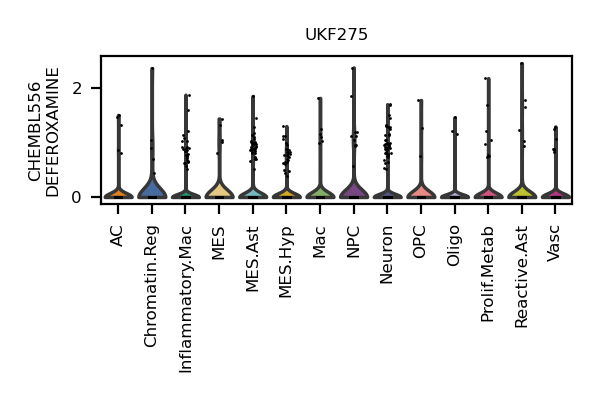 UKF275
CHEMBL556
DEFEROXAMINE
2
0
AC
Chromatin.Reg
Inflammatory.Mac
MES
MES.Ast
MES.Hyp
Mac
NPC
Neuron
OPC
Oligo
Prolif.Metab
Reactive.Ast
Vasc